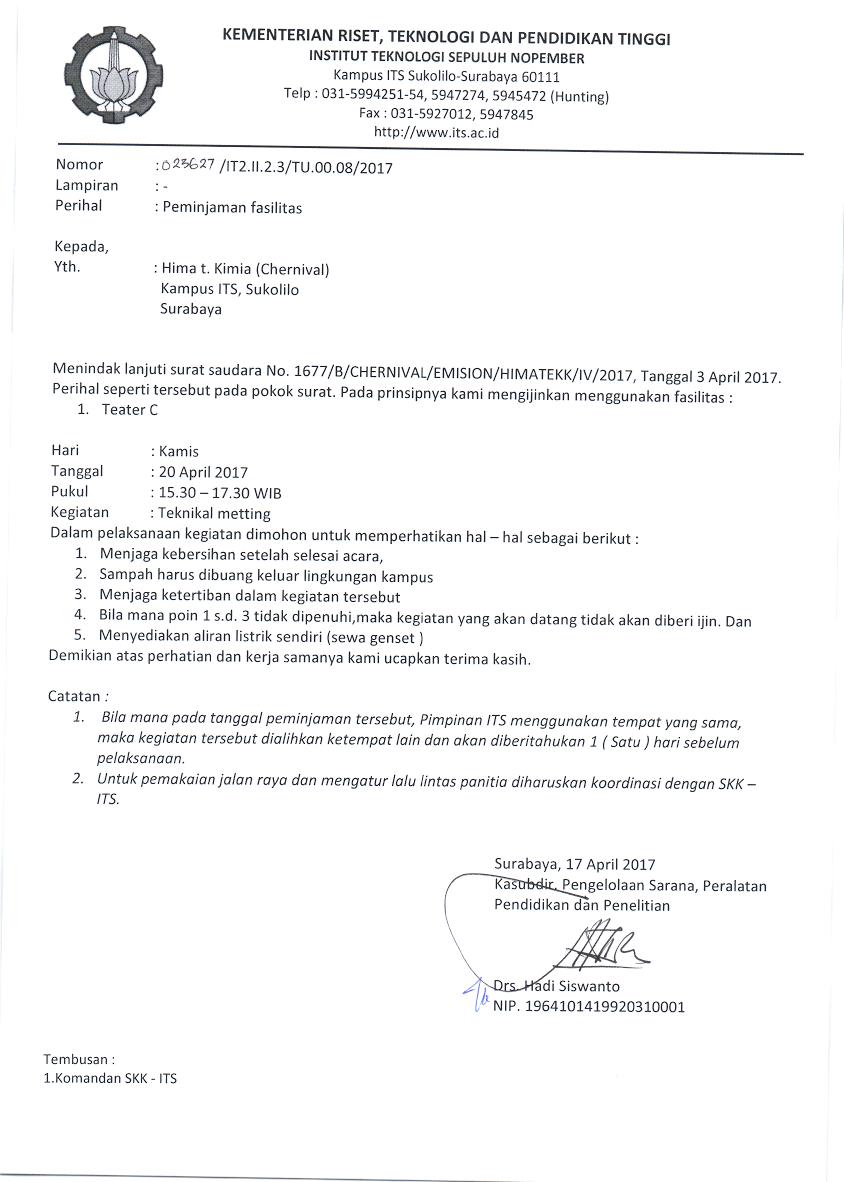 KEMENTERIAN RISET, TEKNOLOGI DAN PENDIDIKAN TINGGI
INSTITUT TEKNOLOGI SEPULUH NOPEMBER
Kampus ITS Sukolilo-Surabaya 60111
Telp : 031-5994251-54, 5947274, 5945472 (Hunting)
Fax : 031-5927012, 5947845
http://www.its.ac.id
Nomor : 023627 /IT2.II.2.3/TU.00.08/2017
Lampiran : -
Perihal : Peminjaman fasilitas
Kepada,
Yth. : Hima t. Kimia (Chernival)
Kampus ITS, Sukolilo
Surabaya
Menindak lanjuti surat saudara No. 1677/B/CHERNIVAL/EMISION/HIMATEKK/IV/2017, Tanggal 3 April 2017.
Perihal seperti tersebut pada pokok surat. Pada prinsipnya kami mengijinkan menggunakan fasilitas :
1. Teater C
Hari : Kamis
Tanggal : 20 April 2017
Pukul : 15.30 – 17.30 WIB
Kegiatan : Teknikal metting
Dalam pelaksanaan kegiatan dimohon untuk memperhatikan hal – hal sebagai berikut :
1. Menjaga kebersihan setelah selesai acara,
2. Sampah harus dibuang keluar lingkungan kampus
3. Menjaga ketertiban dalam kegiatan tersebut
4. Bila mana poin 1 s.d. 3 tidak dipenuhi,maka kegiatan yang akan datang tidak akan diberi ijin. Dan
5. Menyediakan aliran listrik sendiri (sewa genset )
Demikian atas perhatian dan kerja samanya kami ucapkan terima kasih.
Catatan :
1. Bila mana pada tanggal peminjaman tersebut, Pimpinan ITS menggunakan tempat yang sama,
maka kegiatan tersebut dialihkan ketempat lain dan akan diberitahukan 1 ( Satu ) hari sebelum
pelaksanaan.
2. Untuk pemakaian jalan raya dan mengatur lalu lintas panitia diharuskan koordinasi dengan SKK –
ITS.
Surabaya, 17 April 2017
Kasubdir. Pengelolaan Sarana, Peralatan
Pendidikan dan Penelitian
Drs. Hadi Siswanto
NIP. 1964101419920310001
Tembusan :
1.Komandan SKK - ITS